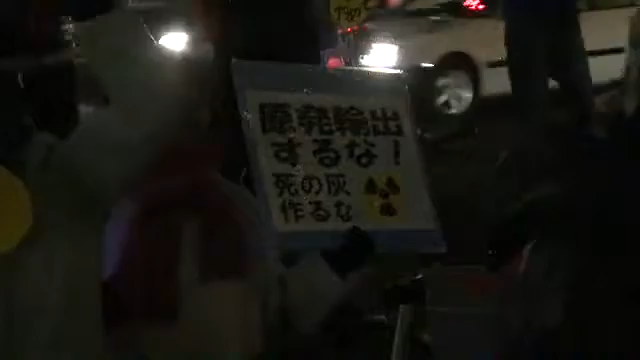 原発輸出
するな！
死の灰
作るな